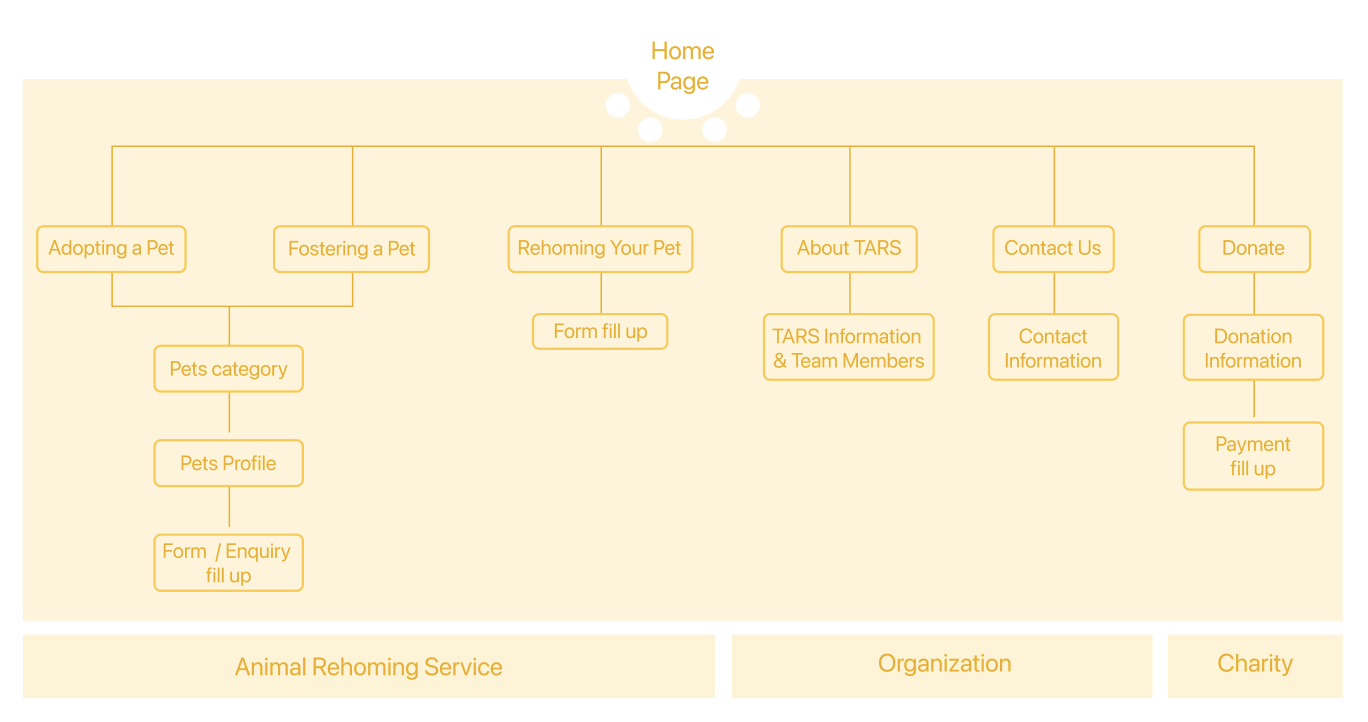 Home
Page
Adopting a Pet
Fostering a Pet
Rehoming Your Pet
About TARS
Contact Us
Donate
Form fill up
TARS Information
& Team Members
Contact
Information
Donation
Information
Pets category
Pets Profile
Payment
fill up
Form / Enquiry
fill up
Animal Rehoming Service
Organization
Charity